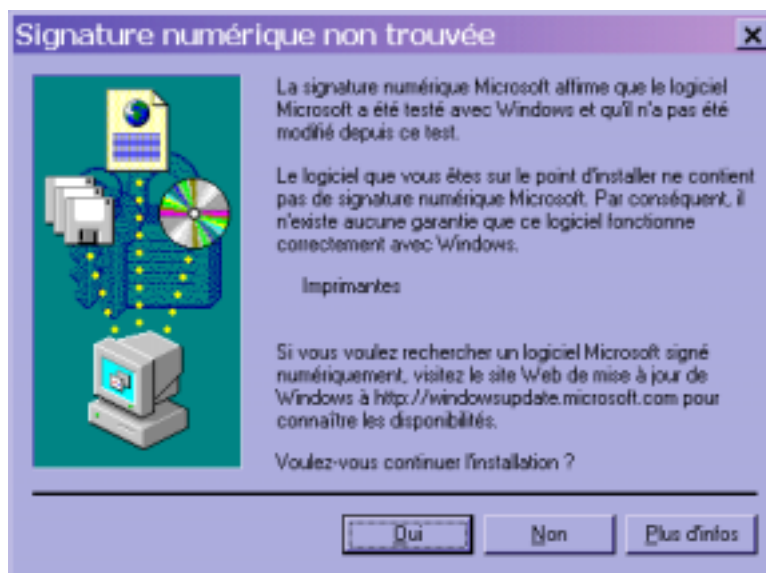 Signature numérique non trouvée
La signature numérique Microsoft affirme que le logiciel
Microsoft a été testé avec Windows et qu'il n'a pas été
modifié depuis ce test.
Le logiciel que vous êtes sur le point d'installer ne contient
pas de signature numérique Microsoft. Par conséquent, il
n'existe aucune garantie que ce logiciel fonctionne
correctement avec Windows.
Imprimantes
Si vous voulez rechercher un logiciel Microsoft signé
numériquement, visitez le site Web de mise à jour de
Windows à http://windowsupdate.microsoft.com pour
connaître les disponibilités.
Voulez-vous continuer l'installation ?
Oui Non Plus d'infos